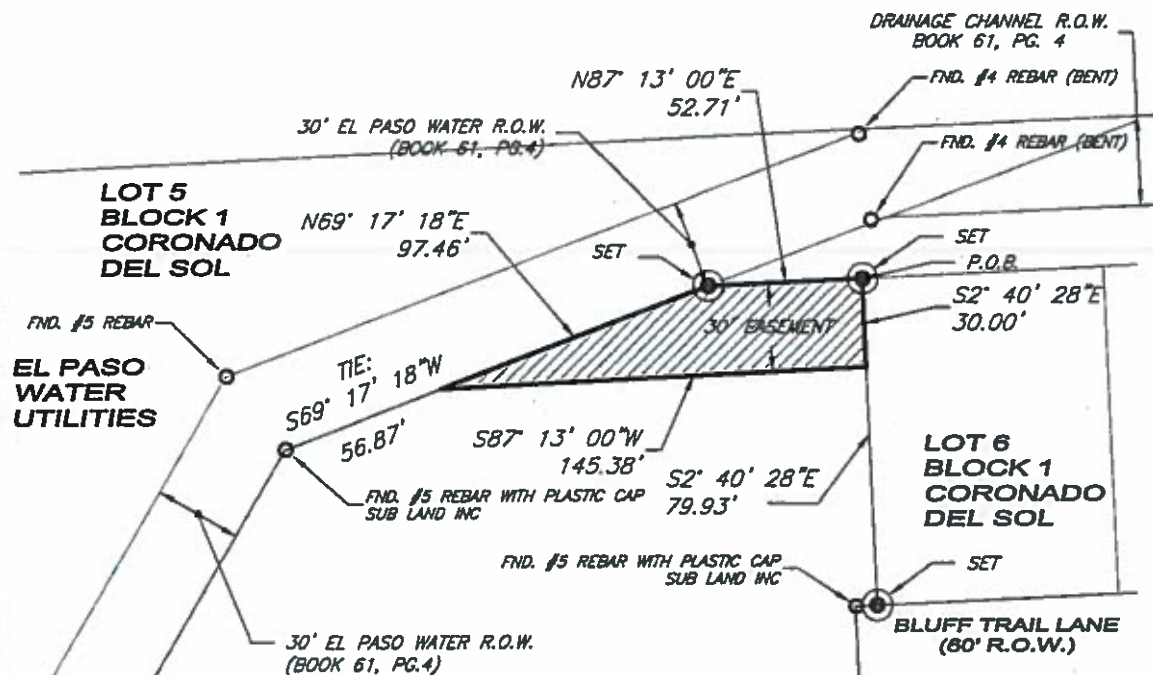 DRAINAGE CHANNEL R.O.W.
BOOK 61, PG. 4
N87° 13' 00"E
52.71'
FND. #4 REBAR (BENT)
30' EL PASO WATER R.O.W.
(BOOK 61, PG.4)
FND. #4 REBAR (BENT)
LOT 5
BLOCK 1
CORONADO
DEL SOL
N69° 17' 18"E
97.46'
SET
SET
P.O.B.
S2° 40' 28"E
30.00'
30' EASEMENT
FND. #5 REBAR
EL PASO
WATER
UTILITIES
TIE:
S69° 17' 18"W
56.87'
S87° 13' 00"W
145.38'
S2° 40' 28"E
79.93'
LOT 6
BLOCK 1
CORONADO
DEL SOL
FND. #5 REBAR WITH PLASTIC CAP
SUB LAND INC
FND. #5 REBAR WITH PLASTIC CAP
SUB LAND INC
SET
BLUFF TRAIL LANE
(60' R.O.W.)
30' EL PASO WATER R.O.W.
(BOOK 61, PG.4)